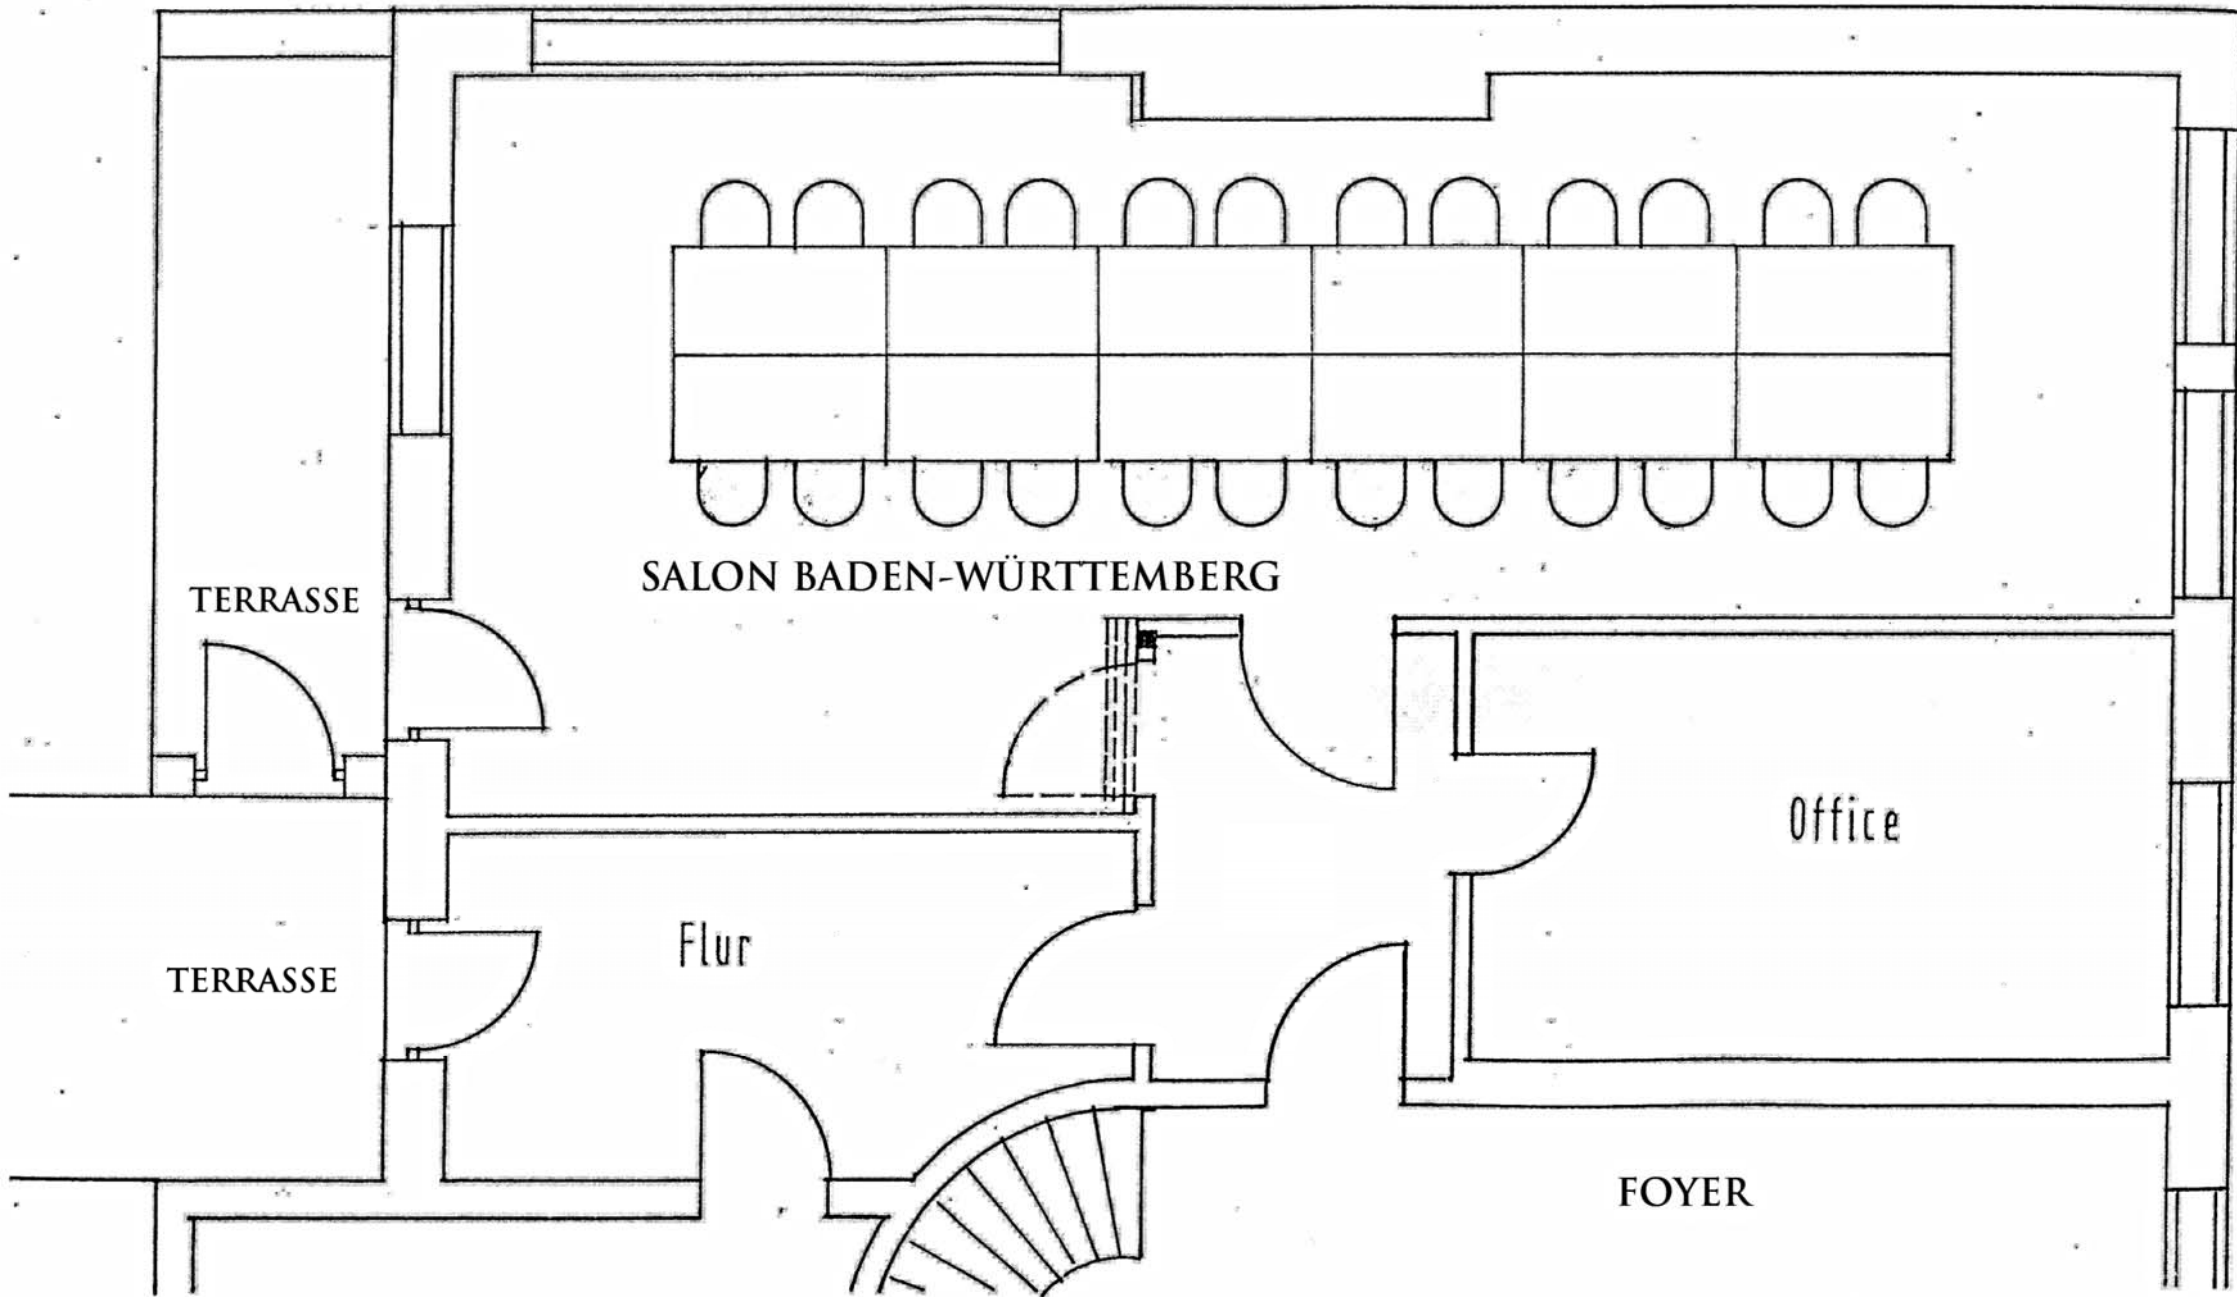 SALON BADEN-WÜRTTEMBERG
TERRASSE
Office
Flur
TERRASSE
FOYER